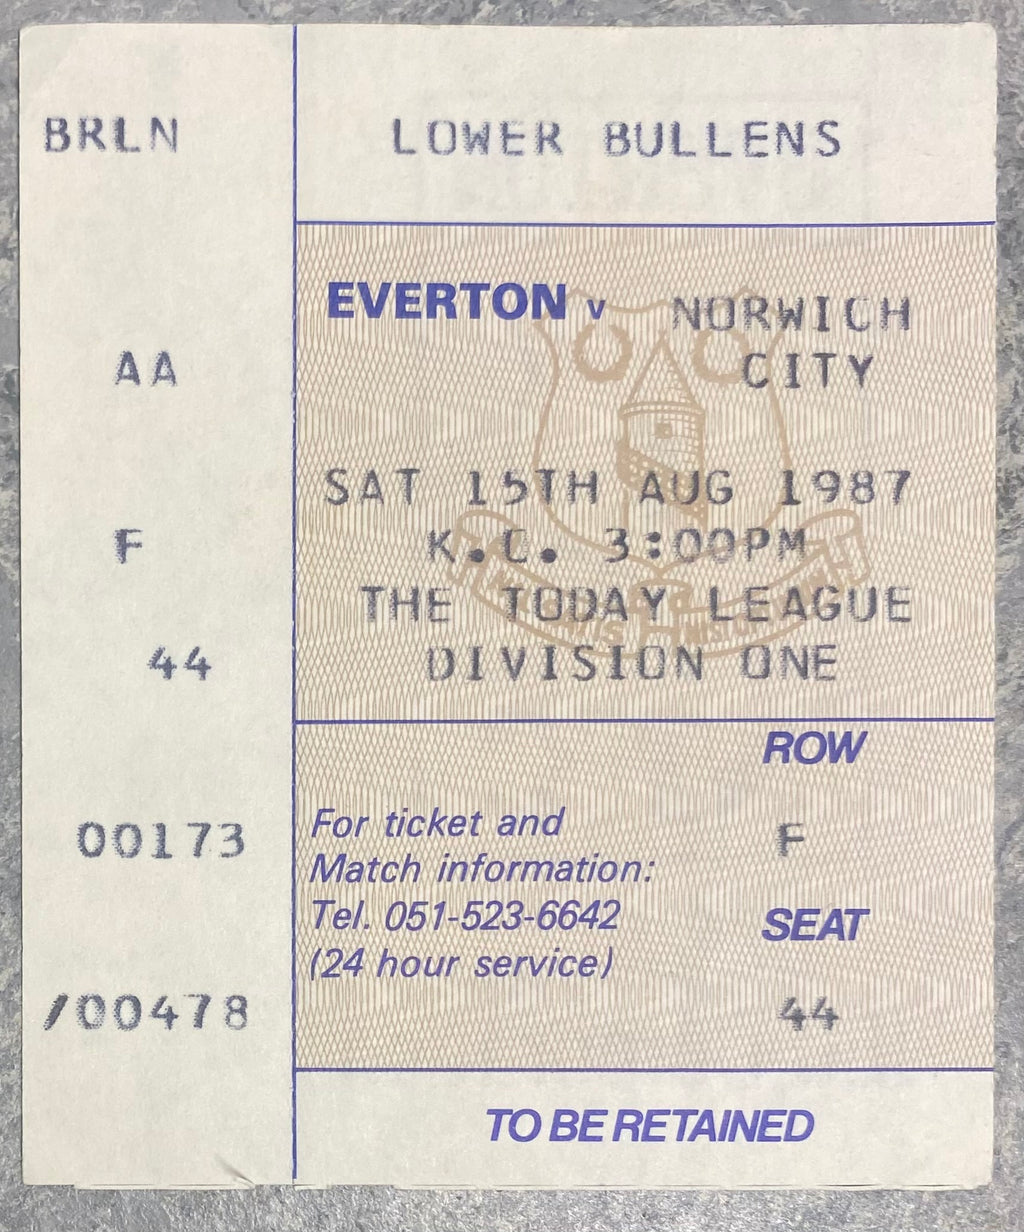 BRLN
AA
F
44
00173
/00478
LOWER BULLENS
EVERTON v NORWICH
CITY
SAT 15TH AUG 1987
K.C. 3:00PM
THE TODAY LEAGUE
DIVISION ONE
For ticket and
Match information:
Tel. 051-523-6642
(24 hour service)
ROW
F
SEAT
44
TO BE RETAINED